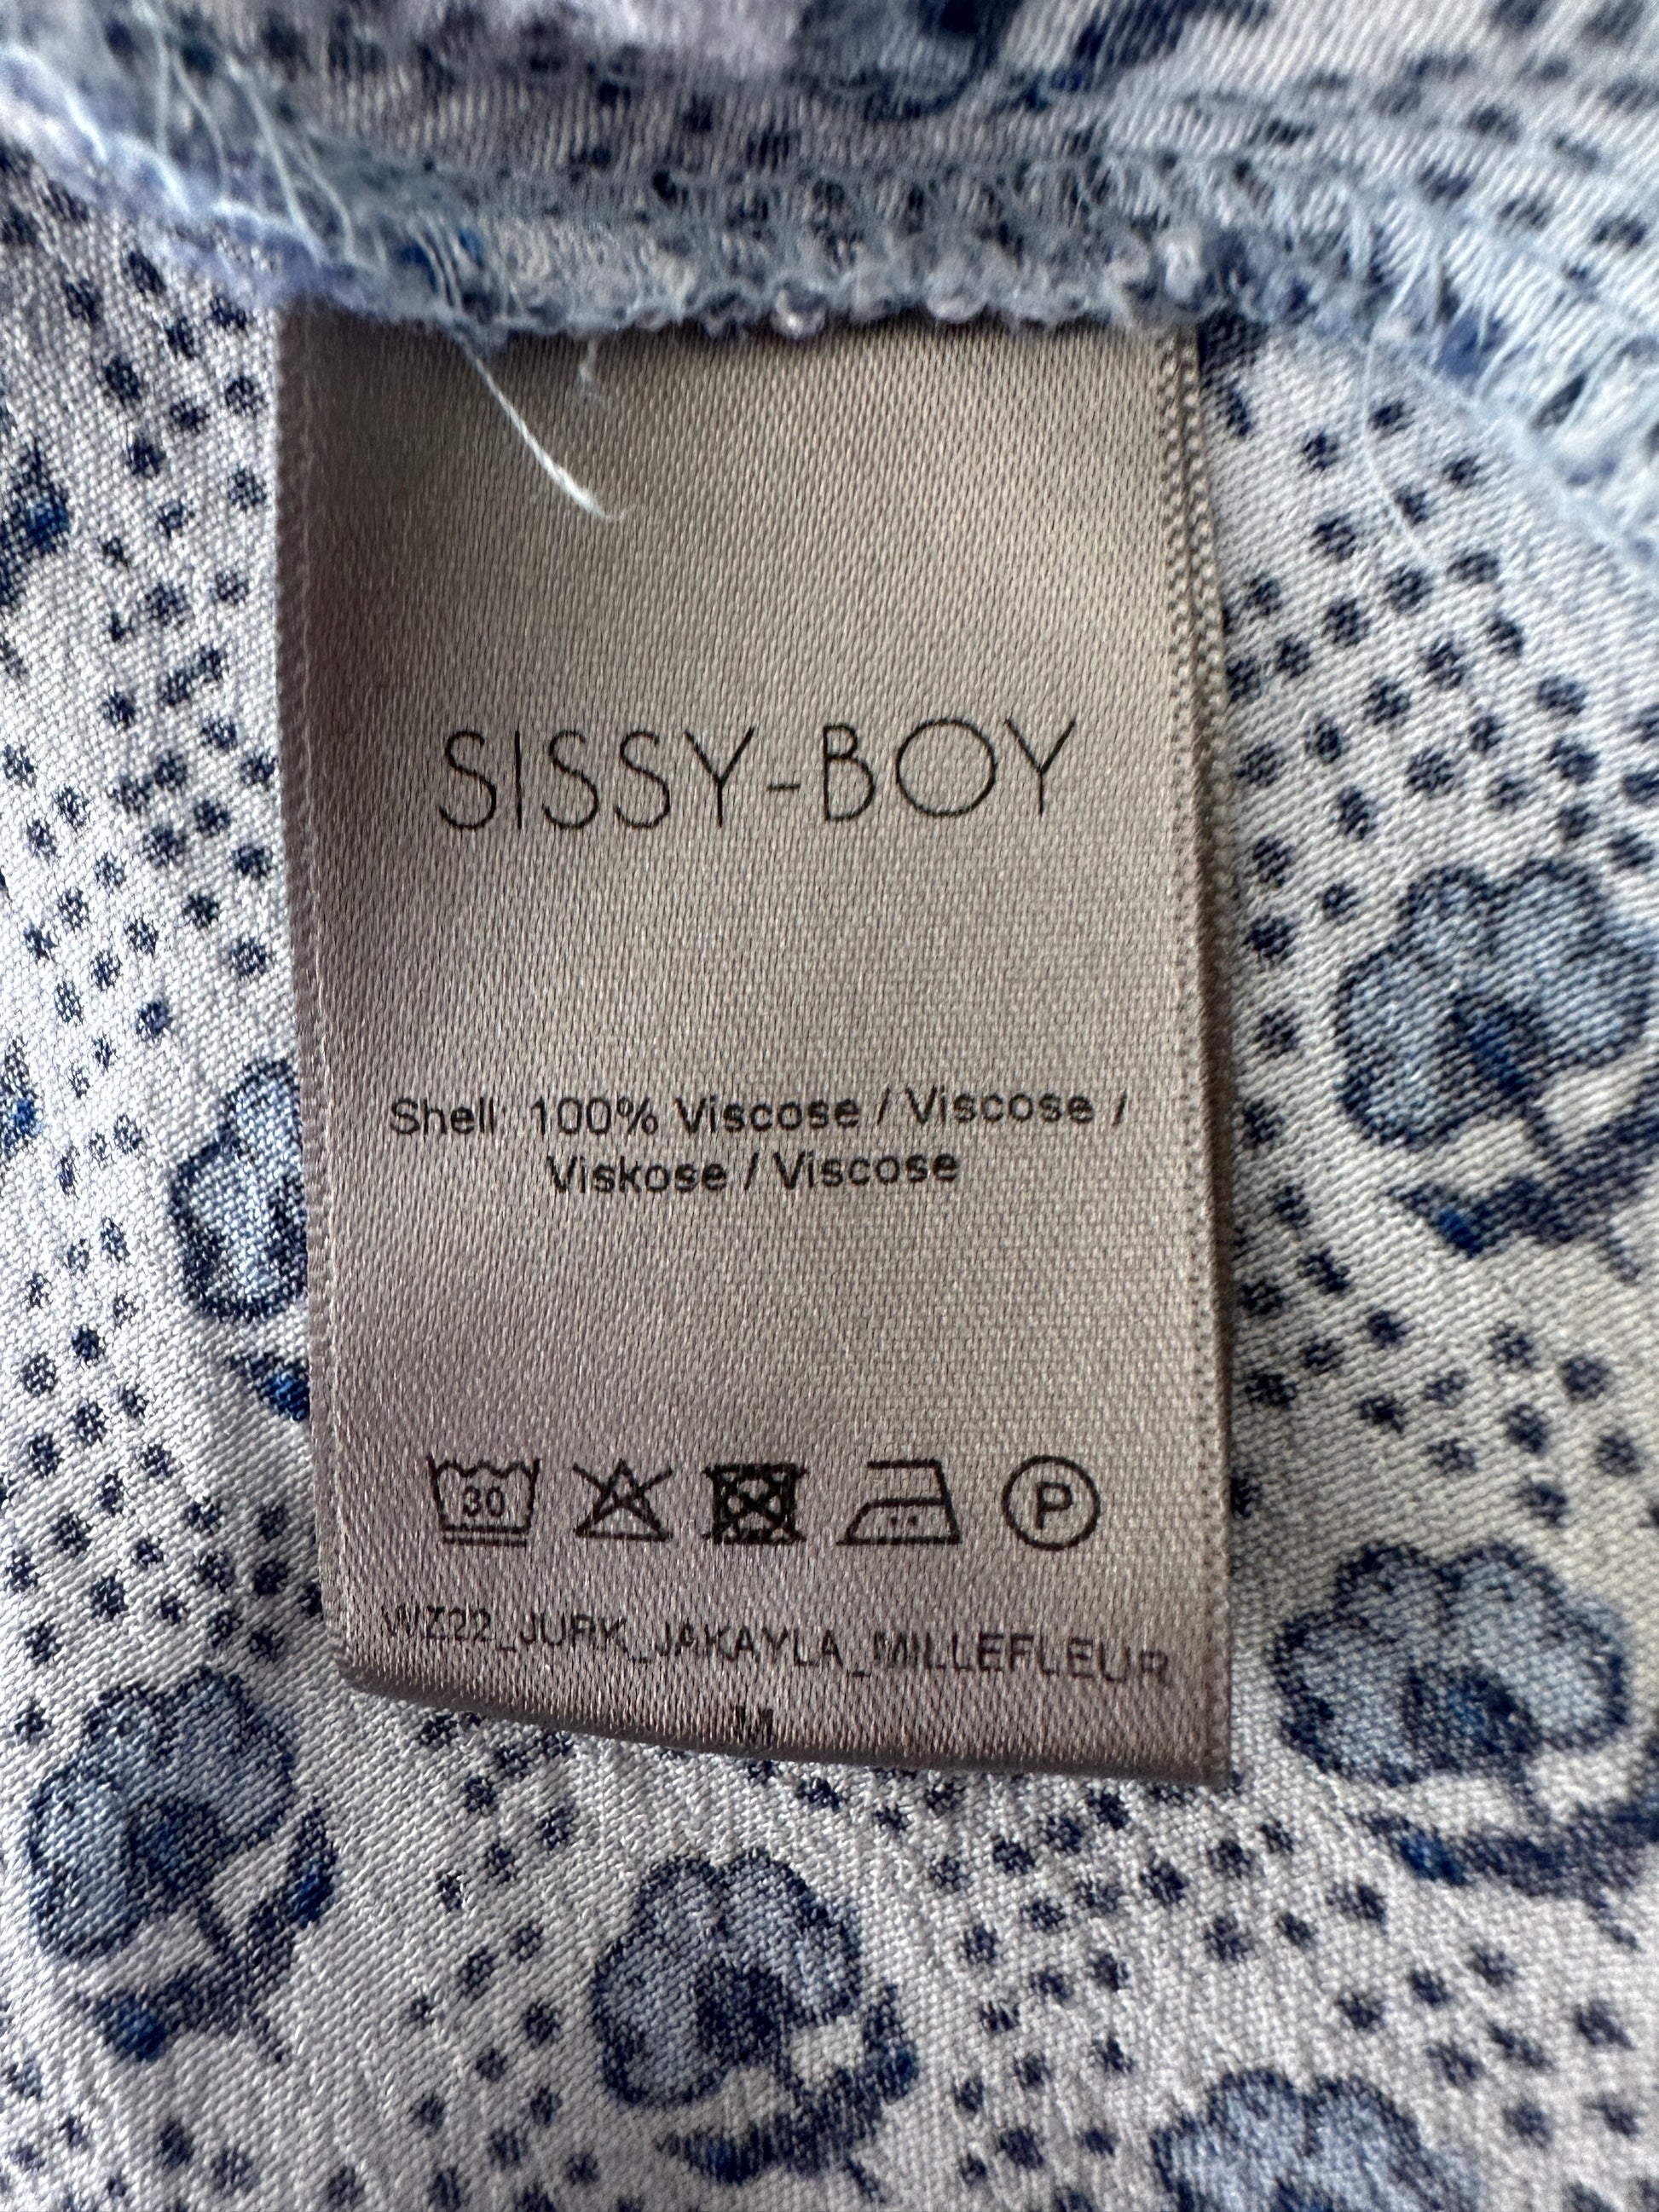 SISSY-BOY
Shell: 100% Viscose / Viscose /
Viskose / Viscose
30
P
WZ22_JURK_JAKAYLA_MILLEFLEUR
M